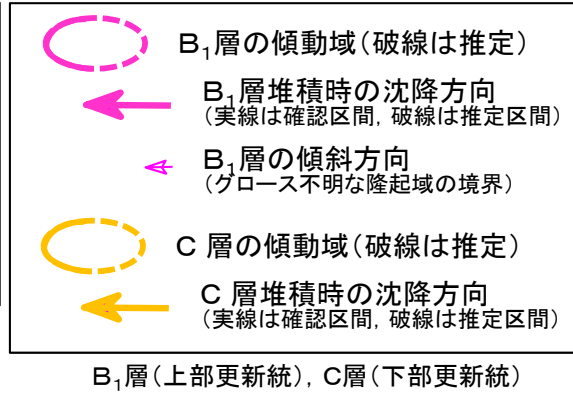 B₁層の傾動域(破線は推定)
B₁層堆積時の沈降方向
(実線は確認区間, 破線は推定区間)
B₁層の傾斜方向
(グロース不明な隆起域の境界)
C 層の傾動域(破線は推定)
C 層堆積時の沈降方向
(実線は確認区間, 破線は推定区間)
B₁層(上部更新統), C層(下部更新統)